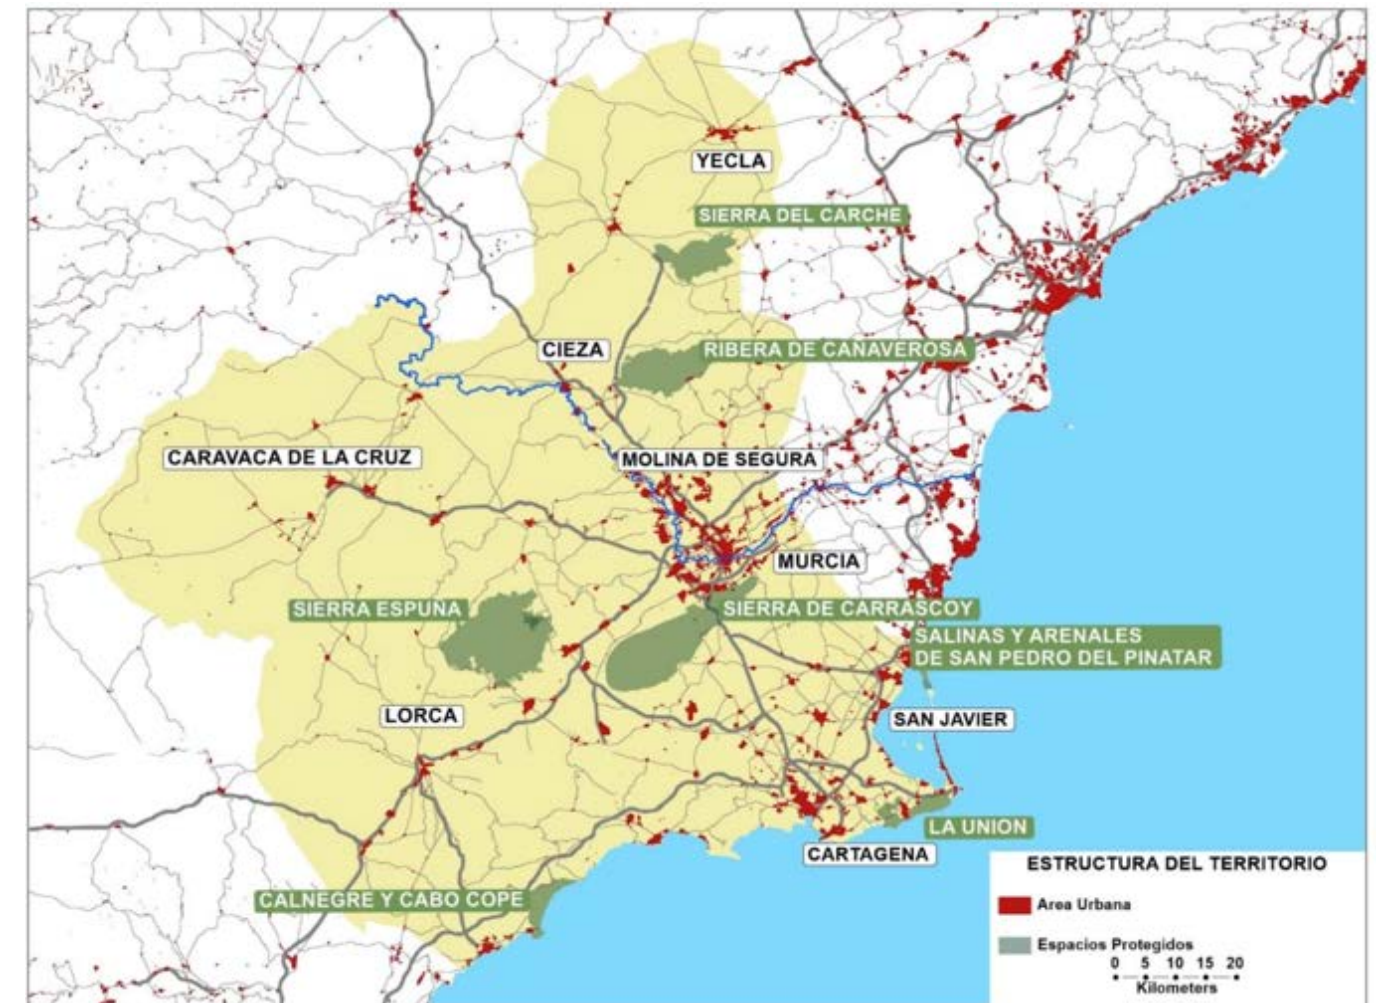 YECLA
SIERRA DEL CARCHE
CIEZA
RIBERA DE CAÑAVEROSA
CARAVACA DE LA CRUZ
MOLINA DE SEGURA
MURCIA
SIERRA ESPUÑA
SIERRA DE CARRASCOY
SALINAS Y ARENALES
DE SAN PEDRO DEL PINATAR
LORCA
SAN JAVIER
LA UNION
CARTAGENA
CALNEGRE Y CABO COPE
ESTRUCTURA DEL TERRITORIO
Area Urbana
Espacios Protegidos
0 5 10 15 20
Kilometers